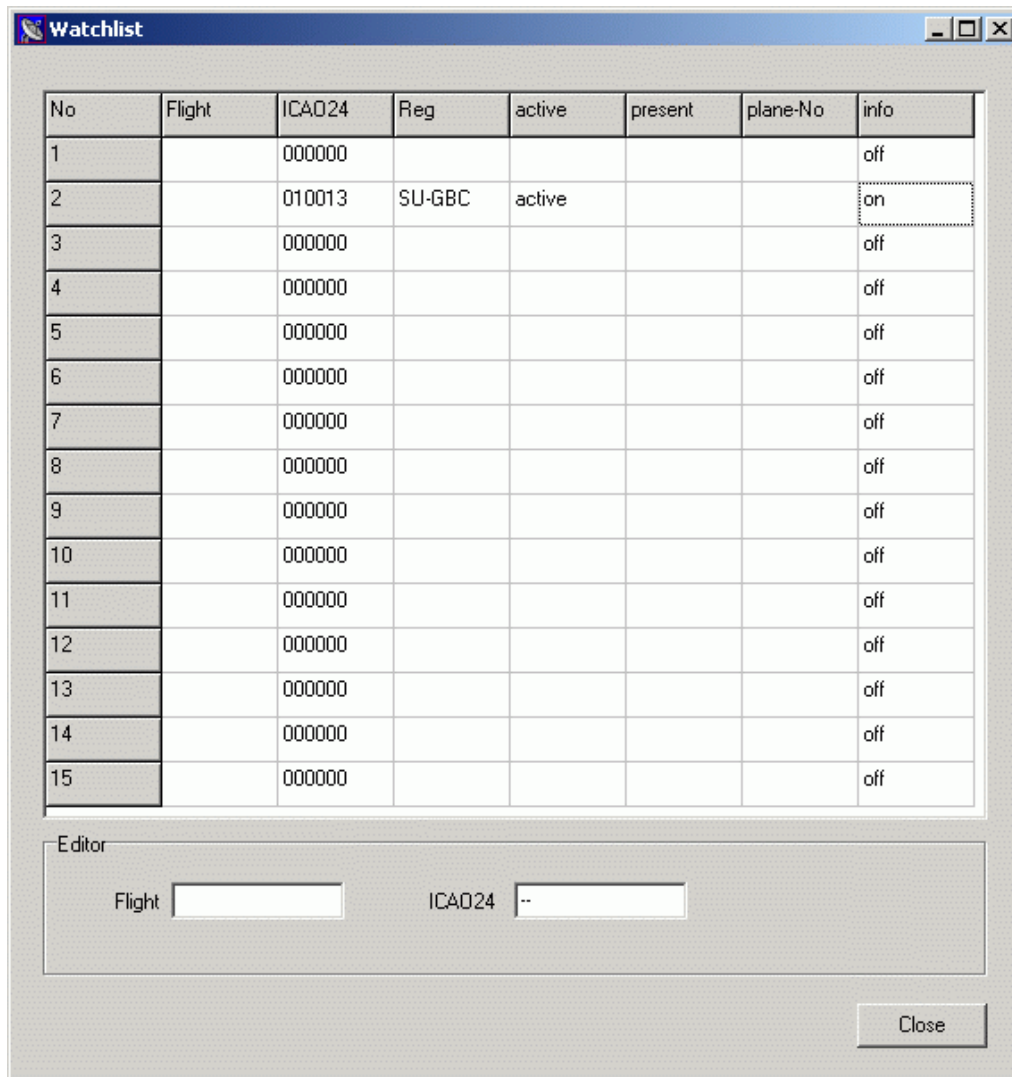 Watchlist
No Flight ICAO24 Reg active present plane-No info
1 000000 off
2 010013 SU-GBC active on
3 000000 off
4 000000 off
5 000000 off
6 000000 off
7 000000 off
8 000000 off
9 000000 off
10 000000 off
11 000000 off
12 000000 off
13 000000 off
14 000000 off
15 000000 off
Editor
Flight ICAO24 --
Close